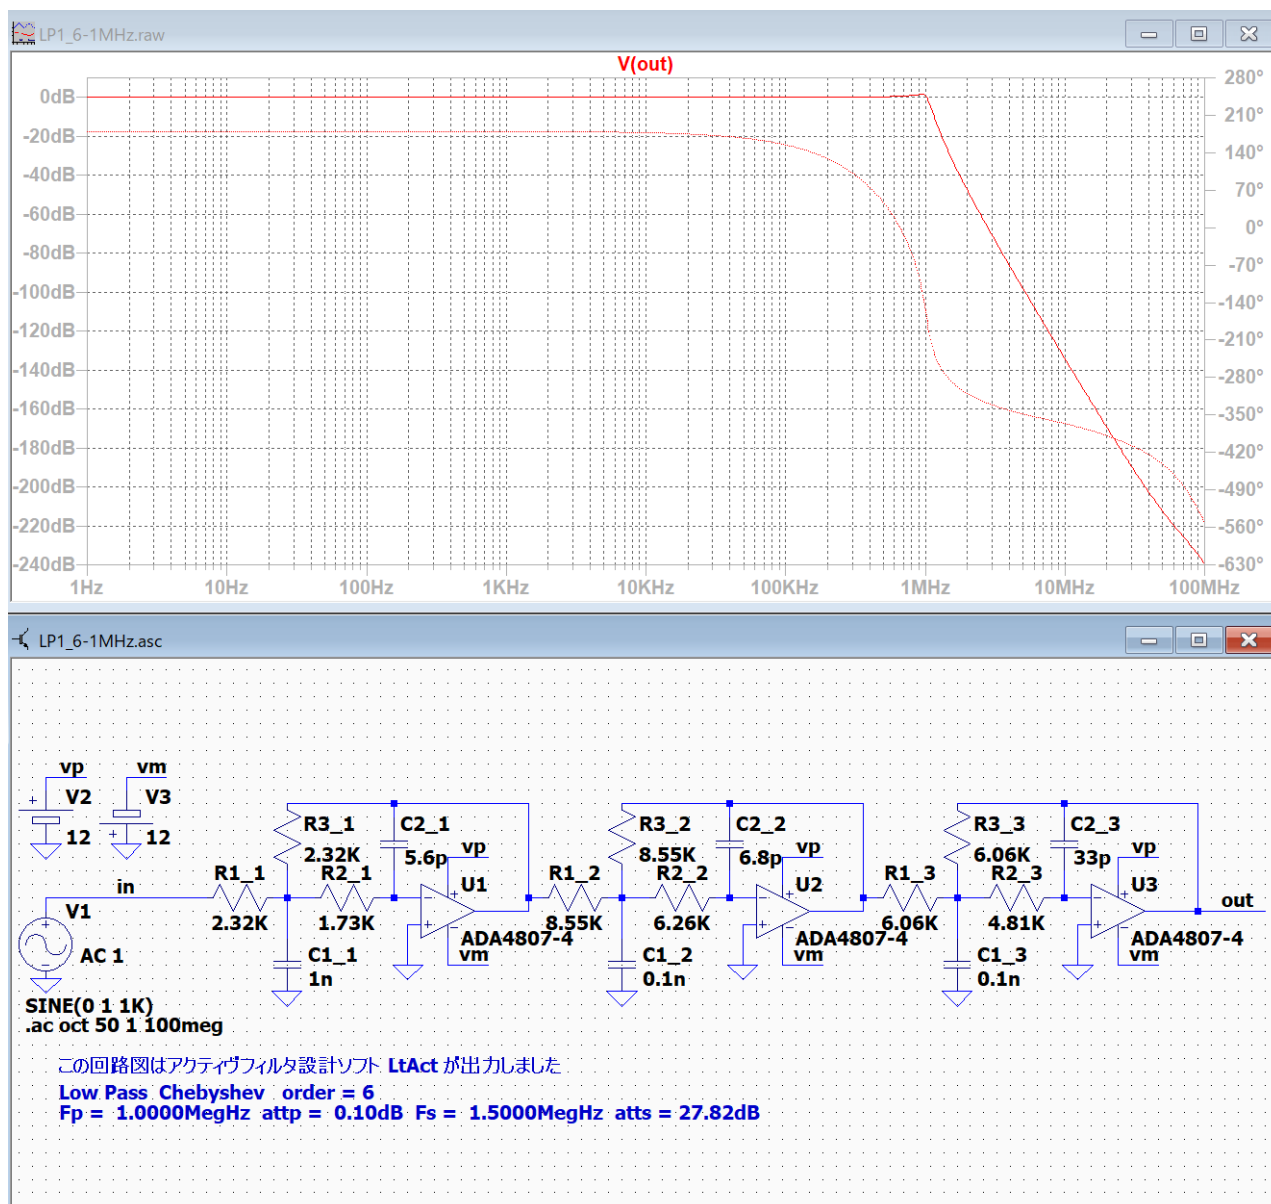 LP1_6-1MHz.raw
V(out)
0dB
-20dB
-40dB
-60dB
-80dB
-100dB
-120dB
-140dB
-160dB
-180dB
-200dB
-220dB
-240dB
280°
210°
140°
70°
0°
-70°
-140°
-210°
-280°
-350°
-420°
-490°
-560°
-630°
1Hz 10Hz 100Hz 1KHz 10KHz 100KHz 1MHz 10MHz 100MHz
LP1_6-1MHz.asc
vp vm
V2 V3
12 12
in
V1
AC 1
SINE(0 1 1K)
.ac oct 50 1 100meg
R3_1 C2_1
2.32K 5.6p vp
R1_1 R2_1 U1
2.32K 1.73K
ADA4807-4
C1_1 vm
1n
R3_2 C2_2
8.55K 6.8p vp
R1_2 R2_2 U2
8.55K 6.26K
ADA4807-4
C1_2 vm
0.1n
R3_3 C2_3
6.06K 33p vp
R1_3 R2_3 U3
6.06K 4.81K
ADA4807-4
C1_3 vm
0.1n
out
この回路図はアクティヴフィルタ設計ソフト LtAct が出力しました
Low Pass Chebyshev order = 6
Fp = 1.0000MegHz attp = 0.10dB Fs = 1.5000MegHz atts = 27.82dB